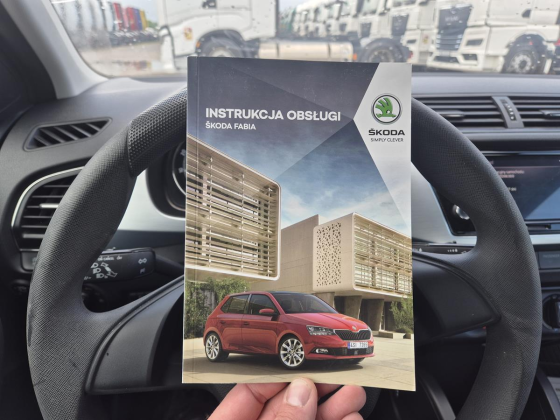 INSTRUKCJA OBSŁUGI
ŠKODA FABIA
ŠKODA
SIMPLY CLEVER